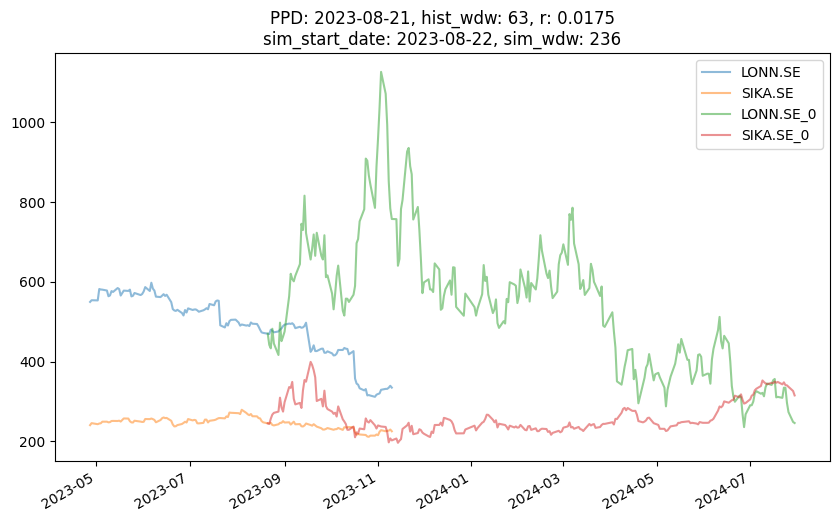 PPD: 2023-08-21, hist_wdw: 63, r: 0.0175
sim_start_date: 2023-08-22, sim_wdw: 236
LONN.SE
SIKA.SE
LONN.SE_0
SIKA.SE_0
1000
800
600
400
200
2023-05
2023-07
2023-09
2023-11
2024-01
2024-03
2024-05
2024-07